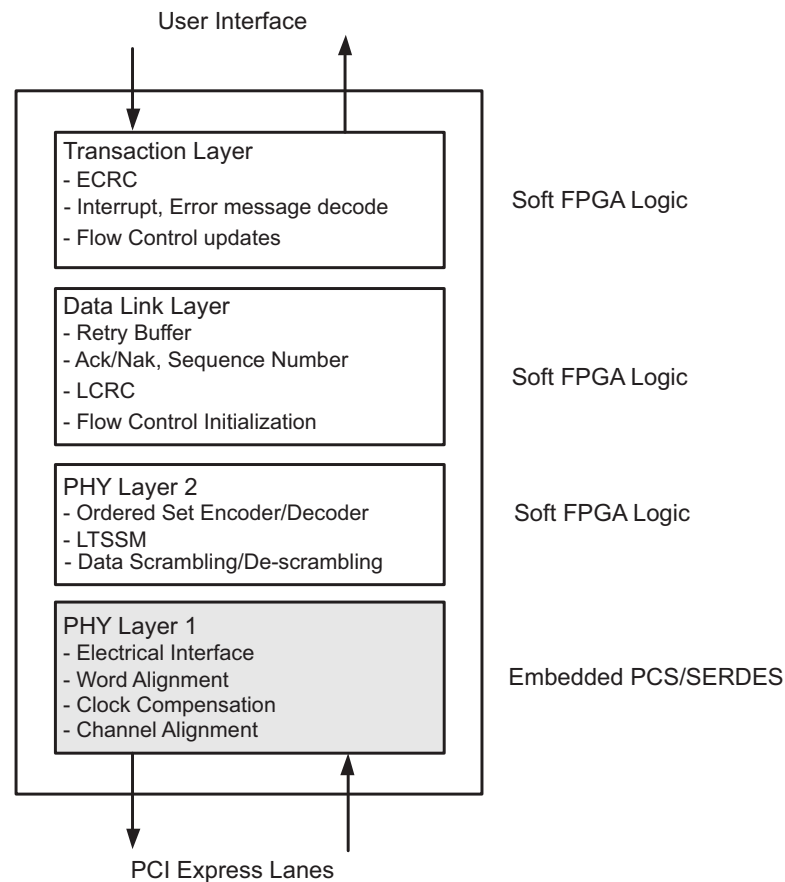 User Interface
Transaction Layer
- ECRC
- Interrupt, Error message decode
- Flow Control updates
Soft FPGA Logic
Data Link Layer
- Retry Buffer
- Ack/Nak, Sequence Number
- LCRC
- Flow Control Initialization
Soft FPGA Logic
PHY Layer 2
- Ordered Set Encoder/Decoder
- LTSSM
- Data Scrambling/De-scrambling
Soft FPGA Logic
PHY Layer 1
- Electrical Interface
- Word Alignment
- Clock Compensation
- Channel Alignment
Embedded PCS/SERDES
PCI Express Lanes